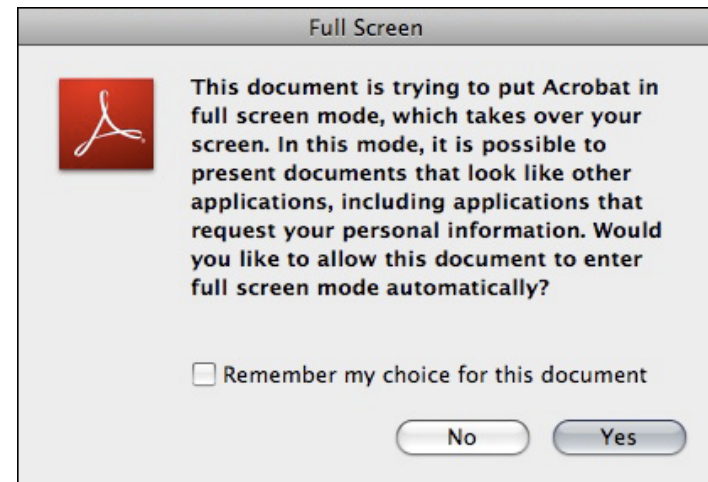 Full Screen
This document is trying to put Acrobat in
full screen mode, which takes over your
screen. In this mode, it is possible to
present documents that look like other
applications, including applications that
request your personal information. Would
you like to allow this document to enter
full screen mode automatically?
Remember my choice for this document
No
Yes